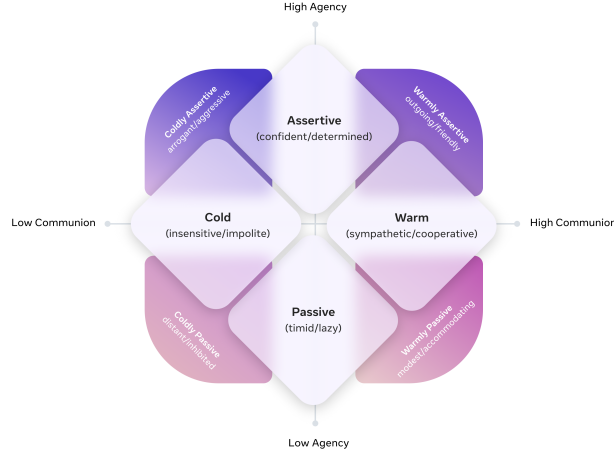 High Agency
Coldly Assertive
arrogant/aggressive
Assertive
(confident/determined)
Warmly Assertive
outgoing/friendly
Low Communion
Cold
(insensitive/impolite)
Warm
(sympathetic/cooperative)
High Communion
Coldly Passive
distant/inhibited
Passive
(timid/lazy)
Warmly Passive
modest/accommodating
Low Agency